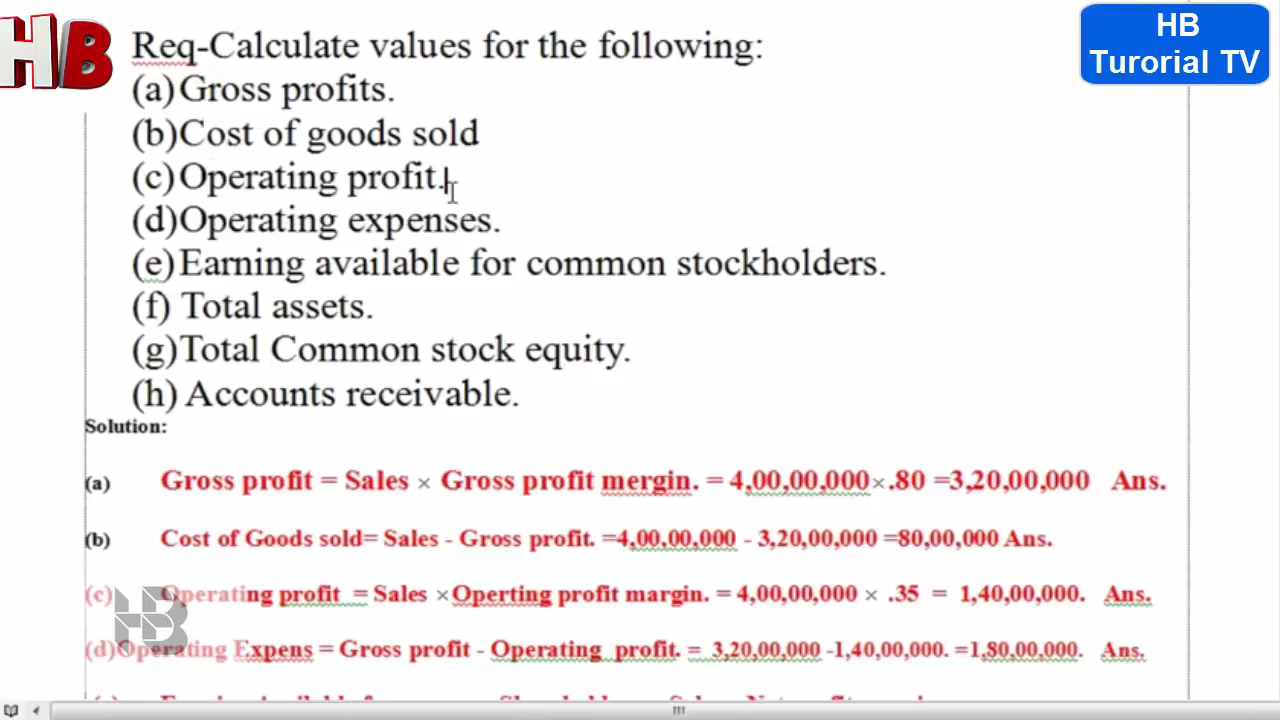 HB
HB
Turorial TV
Req-Calculate values for the following:
(a)Gross profits.
(b)Cost of goods sold
(c)Operating profit.
(d)Operating expenses.
(e)Earning available for common stockholders.
(f) Total assets.
(g)Total Common stock equity.
(h) Accounts receivable.
Solution:
(a) Gross profit = Sales × Gross profit mergin. = 4,00,00,000×.80 =3,20,00,000 Ans.
(b) Cost of Goods sold= Sales - Gross profit. =4,00,00,000 - 3,20,00,000 =80,00,000 Ans.
(c) Operating profit = Sales ×Operting profit margin. = 4,00,00,000 × .35 = 1,40,00,000. Ans.
HB
(d)Operating Expens = Gross profit - Operating profit. = 3,20,00,000 -1,40,00,000. =1,80,00,000. Ans.